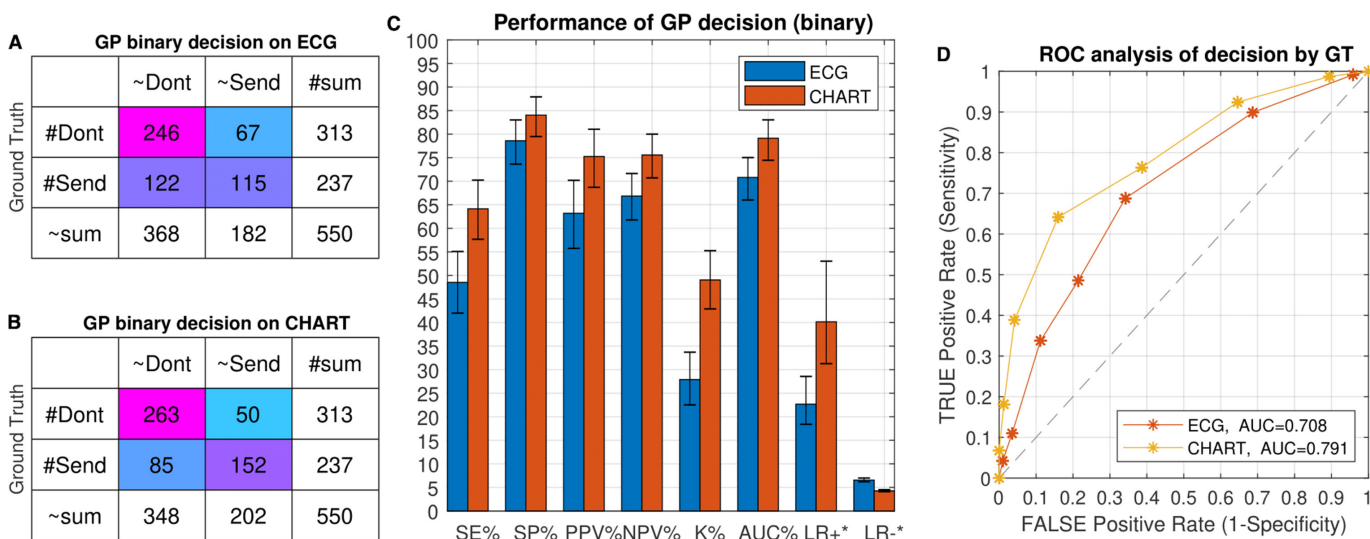 A
GP binary decision on ECG
~Dont ~Send #sum
Ground Truth
#Dont 246 67 313
#Send 122 115 237
~sum 368 182 550
B
GP binary decision on CHART
~Dont ~Send #sum
Ground Truth
#Dont 263 50 313
#Send 85 152 237
~sum 348 202 550
C
Performance of GP decision (binary)
ECG
CHART
100
95
90
85
80
75
70
65
60
55
50
45
40
35
30
25
20
15
10
5
0
SE% SP% PPV% NPV% K% AUC% LR+* LR-*
D
ROC analysis of decision by GT
TRUE Positive Rate (Sensitivity)
1
0.9
0.8
0.7
0.6
0.5
0.4
0.3
0.2
0.1
0
ECG, AUC=0.708
CHART, AUC=0.791
0 0.1 0.2 0.3 0.4 0.5 0.6 0.7 0.8 0.9 1
FALSE Positive Rate (1-Specificity)